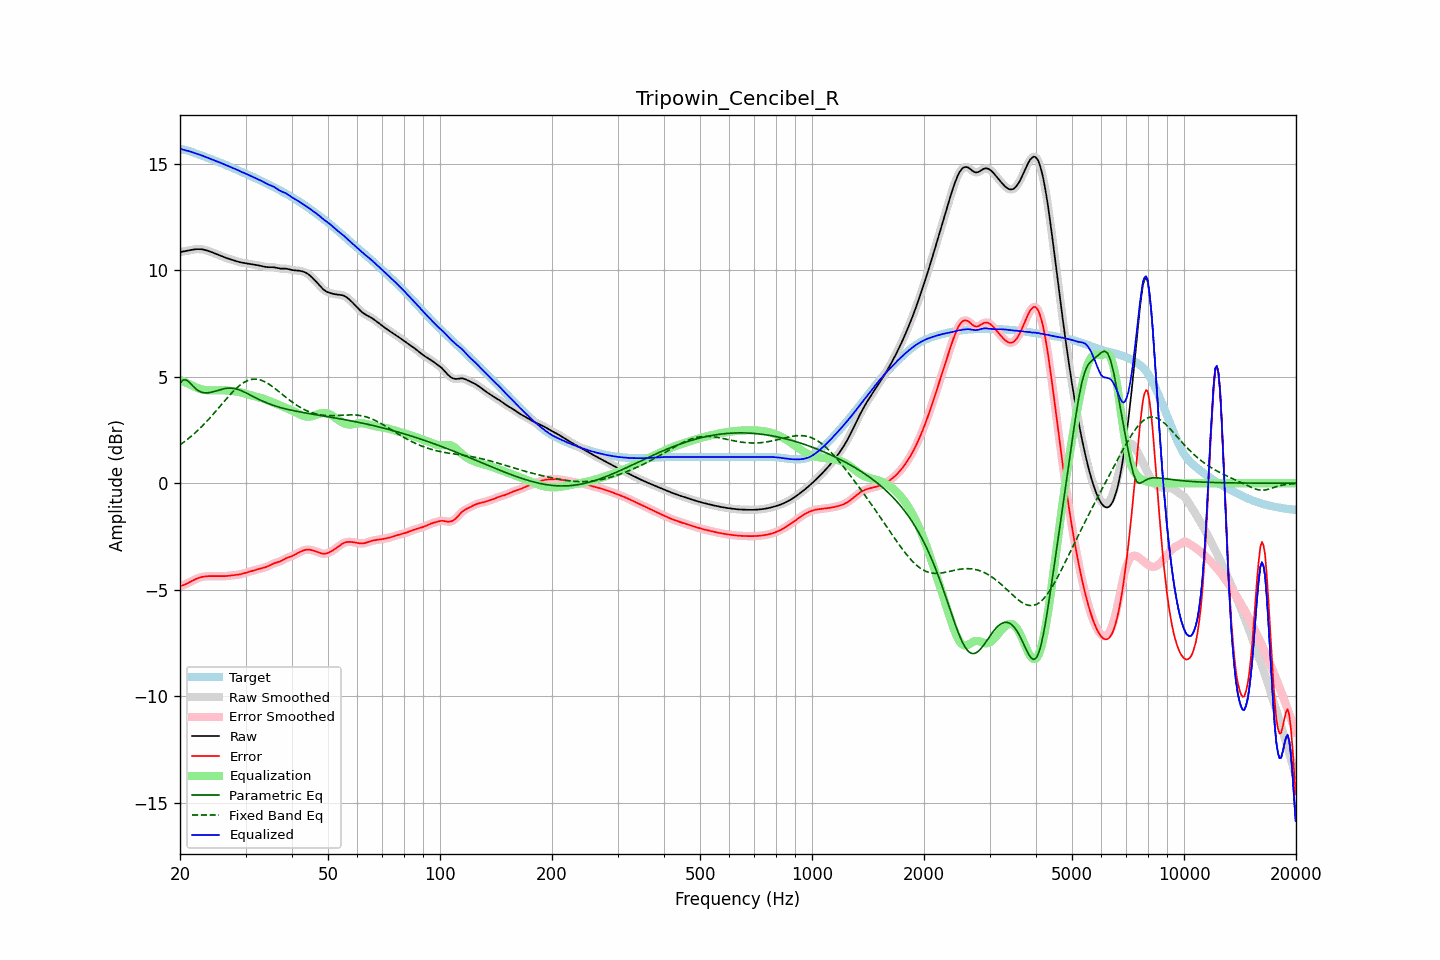 Tripowin_Cencibel_R
Amplitude (dBr)
15
10
5
0
−5
−10
−15
Target
Raw Smoothed
Error Smoothed
Raw
Error
Equalization
Parametric Eq
Fixed Band Eq
Equalized
20
50
100
200
500
1000
2000
5000
10000
20000
Frequency (Hz)